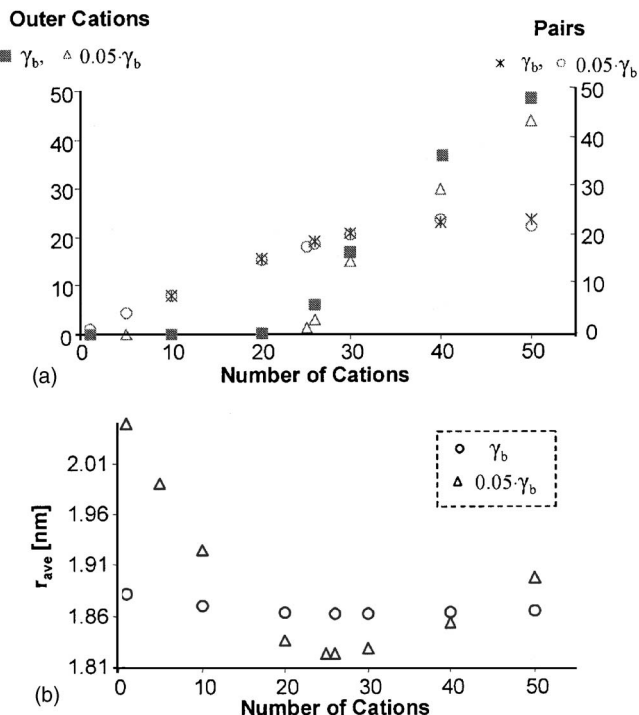 Outer Cations
■ γb, △ 0.05·γb
Pairs
γb, ○ 0.05·γb
50
40
30
20
10
0
50
40
30
20
10
0
0
10
20
30
40
50
(a)
Number of Cations
2.01
1.96
1.91
1.86
1.81
rave [nm]
γb
0.05·γb
0
10
20
30
40
50
(b)
Number of Cations